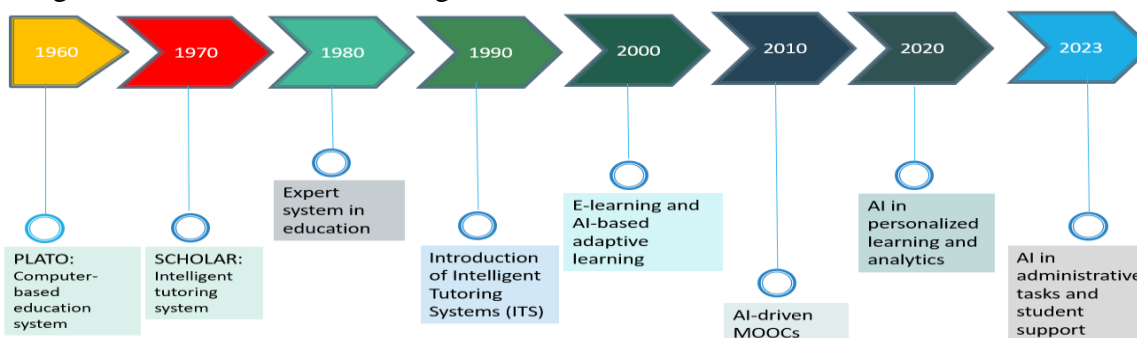 1960
1970
1980
1990
2000
2010
2020
2023
PLATO:
Computer-
based
education
system
SCHOLAR:
Intelligent
tutoring
system
Expert
system in
education
Introduction
of Intelligent
Tutoring
Systems (ITS)
E-learning and
AI-based
adaptive
learning
AI-driven
MOOCs
AI in
personalized
learning and
analytics
AI in
administrative
tasks and
student
support